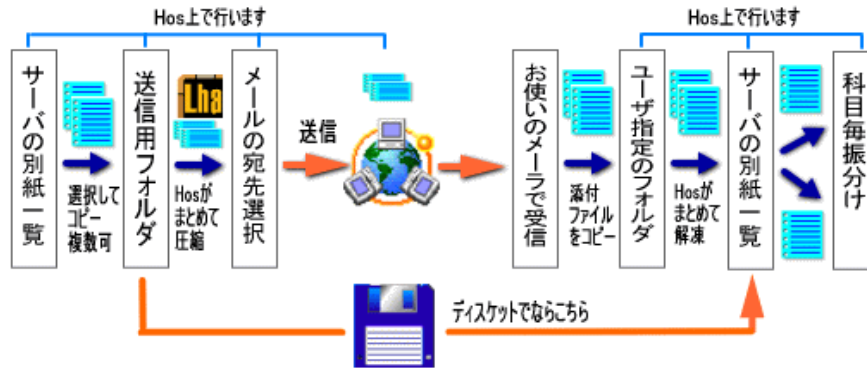 Hos上で行います
Hos上で行います
サーバの別紙一覧
選択して
コピー
複数可
送信用フォルダ
Lha
Hosが
まとめて
圧縮
メールの宛先選択
送信
お使いのメーラで受信
添付
ファイル
をコピー
ユーザ指定のフォルダ
Hosが
まとめて
解凍
サーバの別紙一覧
科目毎振分け
ディスケットでならこちら